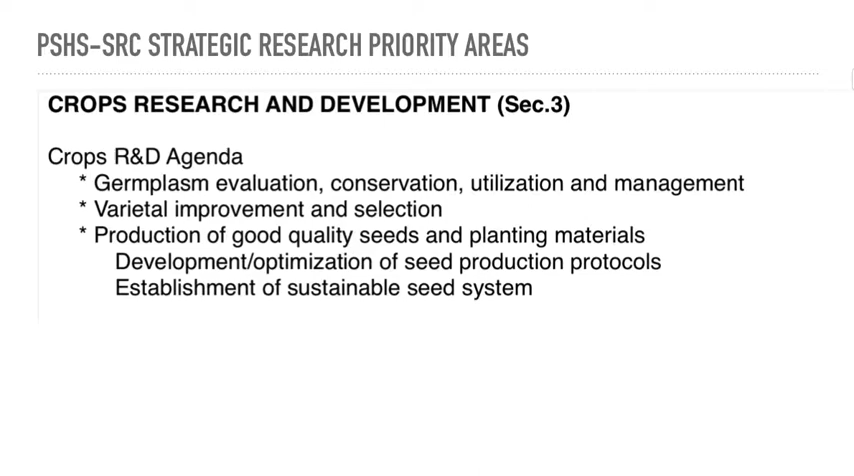 PSHS-SRC STRATEGIC RESEARCH PRIORITY AREAS
CROPS RESEARCH AND DEVELOPMENT (Sec.3)
Crops R&D Agenda
* Germplasm evaluation, conservation, utilization and management
* Varietal improvement and selection
* Production of good quality seeds and planting materials
Development/optimization of seed production protocols
Establishment of sustainable seed system